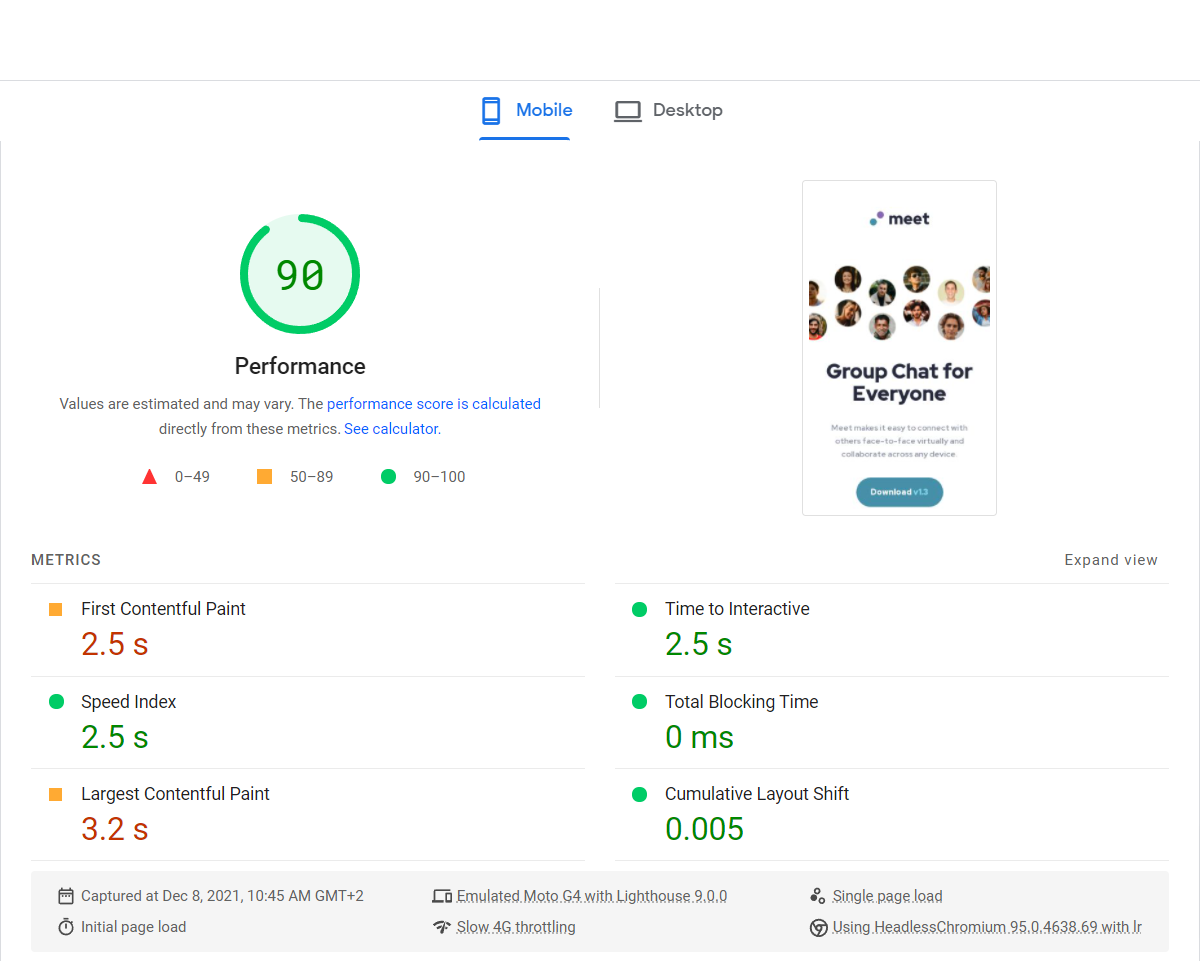 Mobile
Desktop
90
Performance
Values are estimated and may vary. The performance score is calculated
directly from these metrics. See calculator.
0–49
50–89
90–100
meet
Group Chat for
Everyone
Meet makes it easy to connect with
others face-to-face virtually and
collaborate across any device.
Download v1.3
METRICS
Expand view
First Contentful Paint
2.5 s
Time to Interactive
2.5 s
Speed Index
2.5 s
Total Blocking Time
0 ms
Largest Contentful Paint
3.2 s
Cumulative Layout Shift
0.005
Captured at Dec 8, 2021, 10:45 AM GMT+2
Emulated Moto G4 with Lighthouse 9.0.0
Single page load
Initial page load
Slow 4G throttling
Using HeadlessChromium 95.0.4638.69 with lr